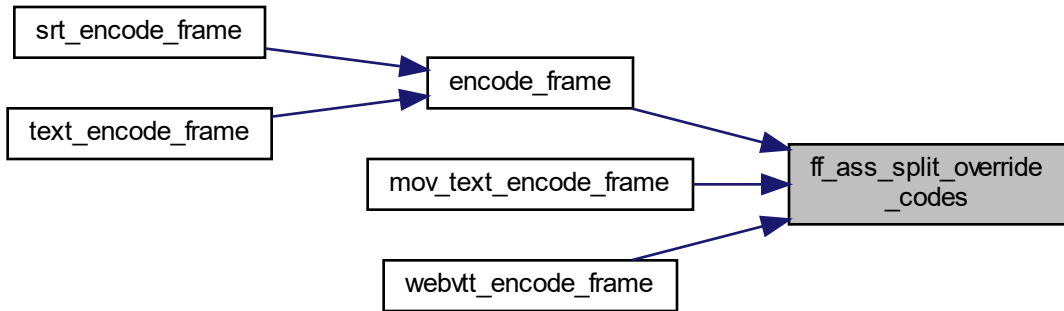 srt_encode_frame
encode_frame
text_encode_frame
ff_ass_split_override
_codes
mov_text_encode_frame
webvtt_encode_frame